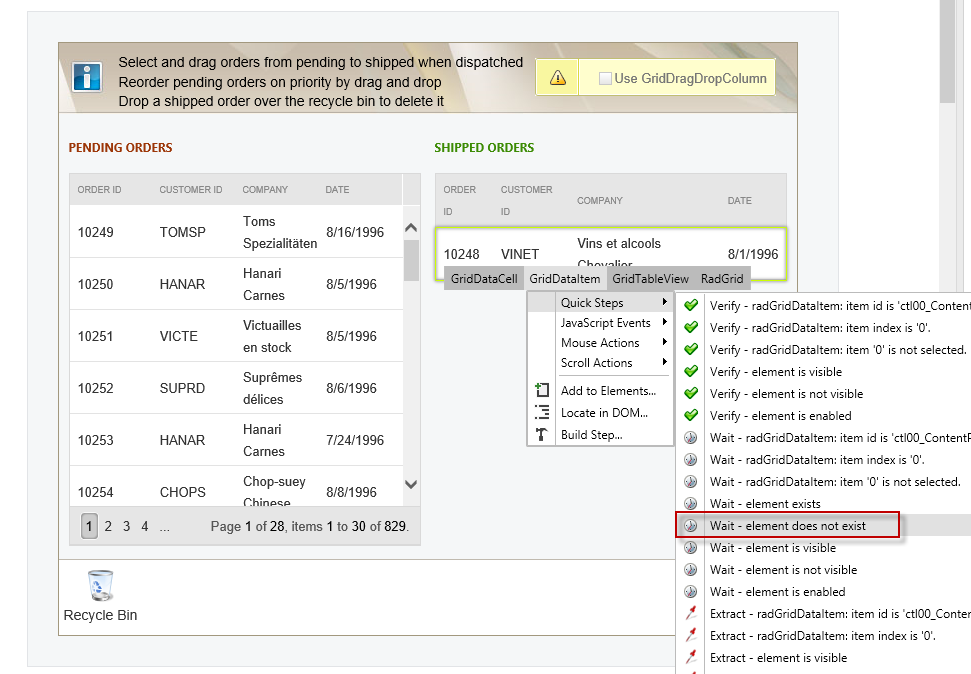 Select and drag orders from pending to shipped when dispatched
Reorder pending orders on priority by drag and drop
Drop a shipped order over the recycle bin to delete it
Use GridDragDropColumn
PENDING ORDERS
ORDER ID CUSTOMER ID COMPANY DATE
10249 TOMSP Toms Spezialitäten 8/16/1996
10250 HANAR Hanari Carnes 8/5/1996
10251 VICTE Victuailles en stock 8/5/1996
10252 SUPRD Suprêmes délices 8/6/1996
10253 HANAR Hanari Carnes 7/24/1996
10254 CHOPS Chop-suey Chinese 8/8/1996
1 2 3 4 ... Page 1 of 28, items 1 to 30 of 829.
Recycle Bin
SHIPPED ORDERS
ORDER ID CUSTOMER ID COMPANY DATE
10248 VINET Vins et alcools Chevalier 8/1/1996
GridDataCell GridDataItem GridTableView RadGrid
Quick Steps
JavaScript Events
Mouse Actions
Scroll Actions
Add to Elements...
Locate in DOM...
Build Step...
Verify - radGridDataItem: item id is 'ctl00_Content
Verify - radGridDataItem: item index is '0'.
Verify - radGridDataItem: item '0' is not selected.
Verify - element is visible
Verify - element is not visible
Verify - element is enabled
Wait - radGridDataItem: item id is 'ctl00_ContentP
Wait - radGridDataItem: item index is '0'.
Wait - radGridDataItem: item '0' is not selected.
Wait - element exists
Wait - element does not exist
Wait - element is visible
Wait - element is not visible
Wait - element is enabled
Extract - radGridDataItem: item id is 'ctl00_Conter
Extract - radGridDataItem: item index is '0'.
Extract - element is visible